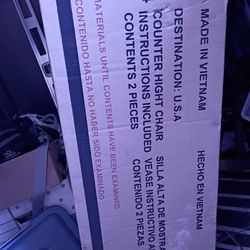 MADE IN VIETNAM
HECHO EN VIETNAM
DESTINATION: U.S.A
COUNTER HIGHT CHAIR
SILLA ALTA DE MOSTRA
INSTRUCTIONS INCLUDED
VEASE INSTRUCTIVO A
CONTENTS 2 PIECES
CONTENIDO 2 PIEZAS
MATERIALS UNTIL CONTENTS HAVE BEEN EXAMINED
CONTENIDO HASTA NO HABER SIDO EXAMINADO